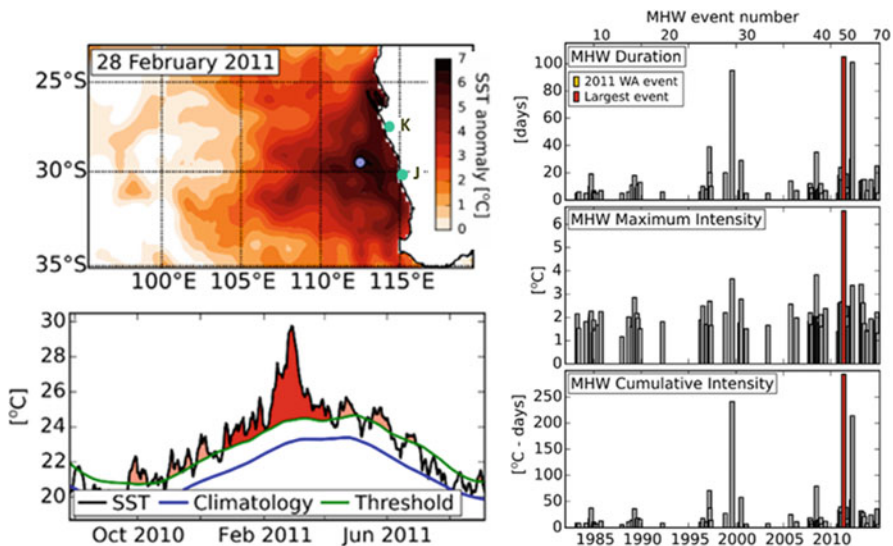 28 February 2011
25°S
30°S
35°S
100°E 105°E 110°E 115°E
K
J
7
6
5
4
3
2
1
0
SST anomaly [°C]
30
28
26
24
22
20
[°C]
SST Climatology Threshold
Oct 2010 Feb 2011 Jun 2011
MHW event number
10 20 30 40 50 70
MHW Duration
2011 WA event
Largest event
100
80
60
40
20
0
[days]
MHW Maximum Intensity
6
5
4
3
2
1
0
[°C]
MHW Cumulative Intensity
250
200
150
100
50
0
[°C - days]
1985 1990 1995 2000 2005 2010